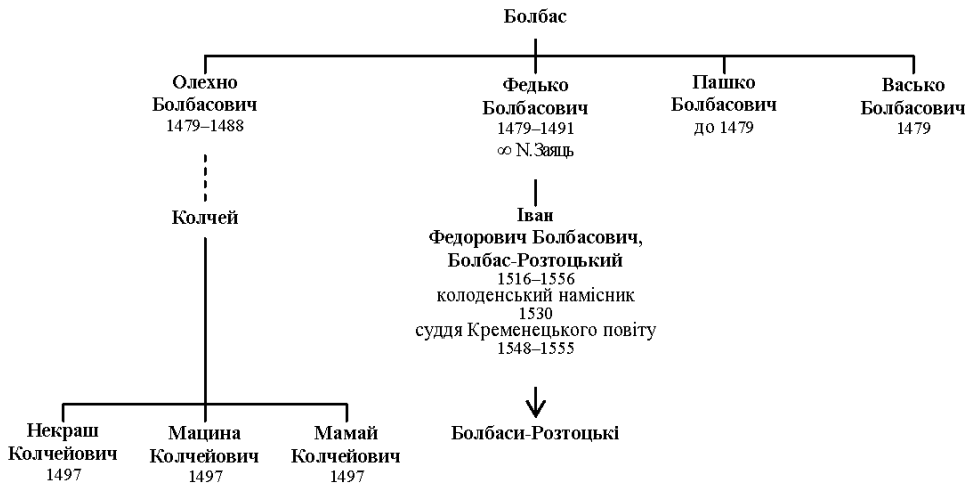 Болбас
Олехно
Болбасович
1479–1488
Федько
Болбасович
1479–1491
∞ N.Заяць
Пашко
Болбасович
до 1479
Васько
Болбасович
1479
Колчей
Іван
Федорович Болбасович,
Болбас-Розтоцький
1516–1556
колоденський намісник
1530
суддя Кременецького повіту
1548–1555
Некраш
Колчейович
1497
Мацина
Колчейович
1497
Мамай
Колчейович
1497
Болбаси-Розтоцькі